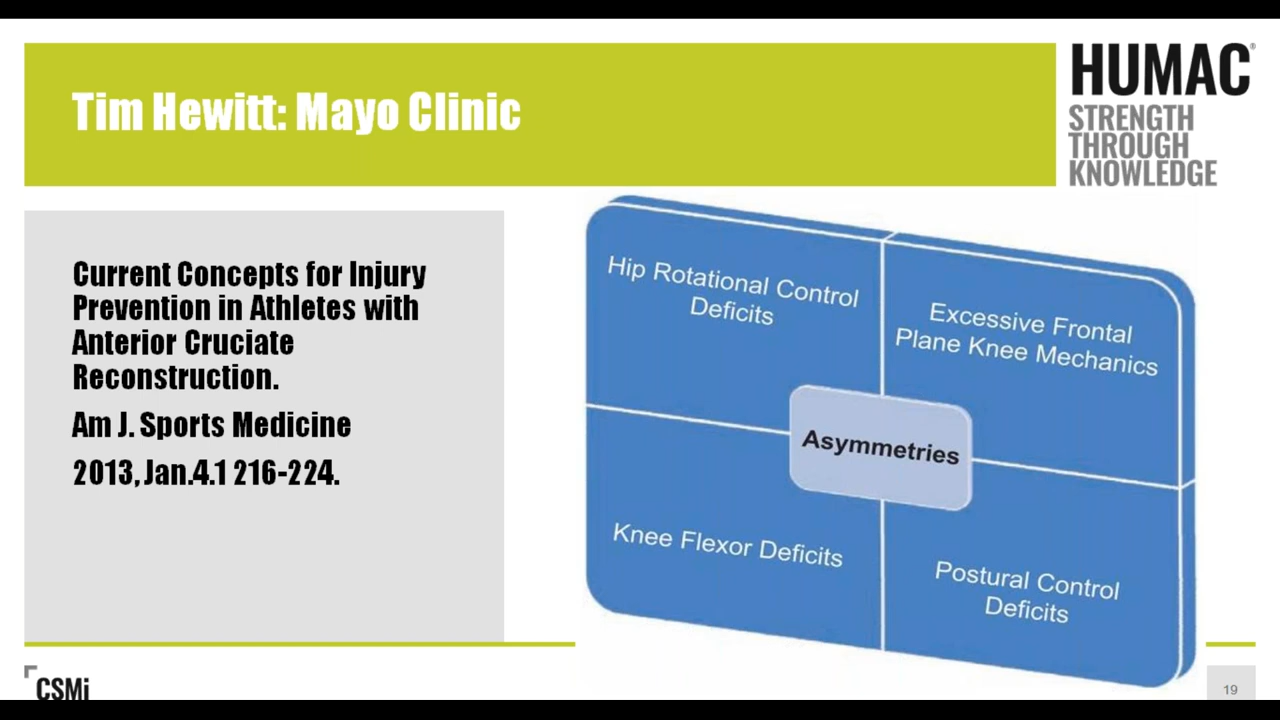 Tim Hewitt: Mayo Clinic
HUMAC®
STRENGTH
THROUGH
KNOWLEDGE
Current Concepts for Injury
Prevention in Athletes with
Anterior Cruciate
Reconstruction.
Am J. Sports Medicine
2013, Jan.4.1 216-224.
Hip Rotational Control
Deficits
Excessive Frontal
Plane Knee Mechanics
Asymmetries
Knee Flexor Deficits
Postural Control
Deficits
CSMi
19